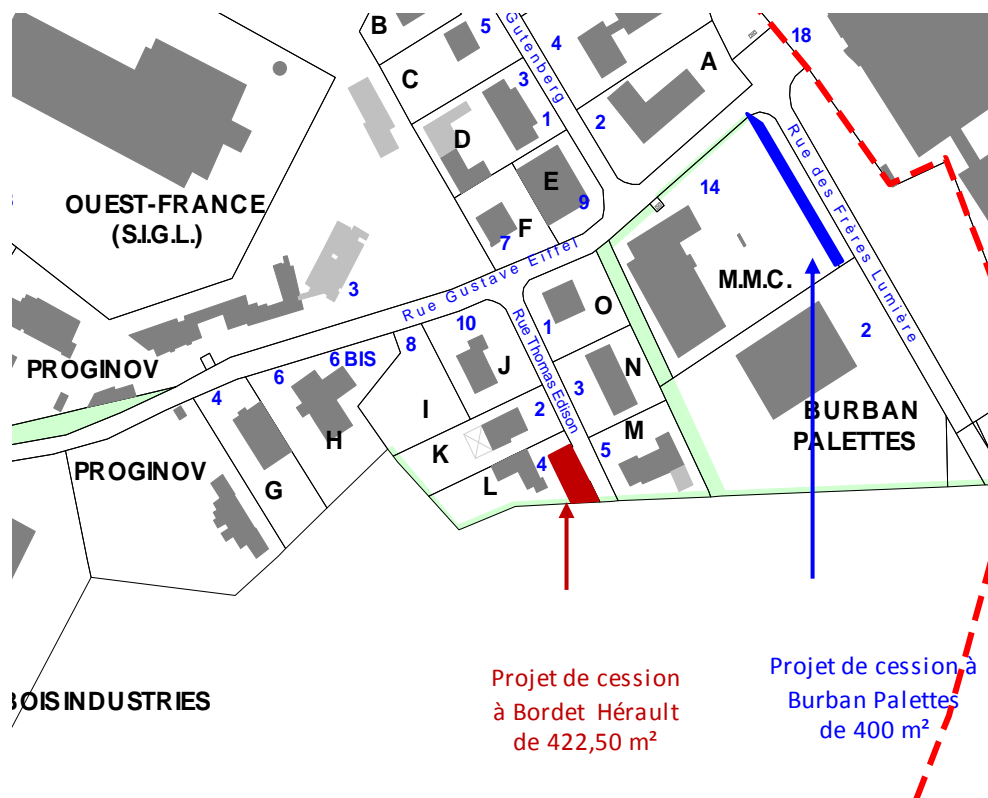 B
5
Gutenberg
4
18
C
A
3
1
2
D
E
9
14
Rue des Frères Lumière
OUEST-FRANCE
(S.I.G.L.)
F
7
Rue Gustave Eiffel
M.M.C.
3
O
1
10
Rue Thomas Edison
2
8
6 BIS
J
N
PROGINOV
6
3
4
2
I
BURBAN
PALETTES
H
K
M
5
PROGINOV
4
L
G
Projet de cession
à Bordet Hérault
de 422,50 m²
Projet de cession à
Burban Palettes
de 400 m²
BOIS INDUSTRIES